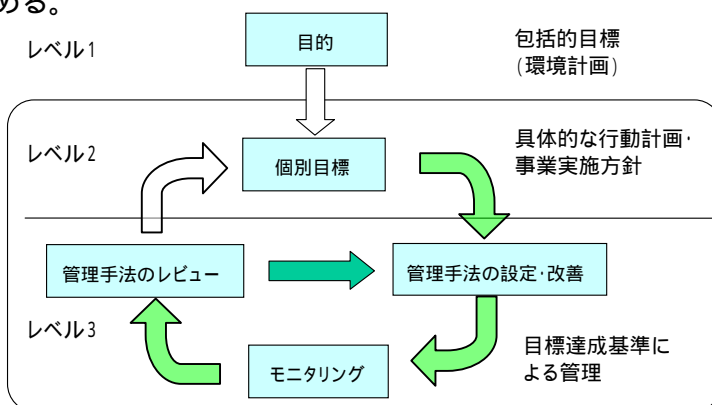 める。
レベル1
目的
包括的目標
(環境計画)
レベル2
個別目標
具体的な行動計画・
事業実施方針
管理手法のレビュー
管理手法の設定・改善
レベル3
モニタリング
目標達成基準に
よる管理